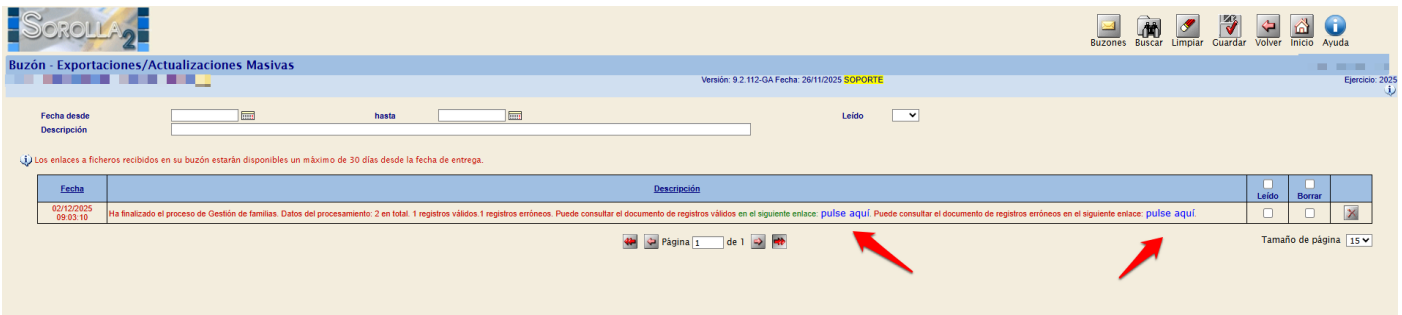 SOROLLA2
Buzones Buscar Limpiar Guardar Volver Inicio Ayuda
Buzón - Exportaciones/Actualizaciones Masivas
Versión: 9.2.112-GA Fecha: 26/11/2025 SOPORTE
Ejercicio: 2025
Fecha desde hasta Leído
Descripción
Los enlaces a ficheros recibidos en su buzón estarán disponibles un máximo de 30 días desde la fecha de entrega.
Fecha Descripción Leído Borrar
02/12/2025
09:03:10
Ha finalizado el proceso de Gestión de familias. Datos del procesamiento: 2 en total. 1 registros válidos.1 registros erróneos. Puede consultar el documento de registros válidos en el siguiente enlace: pulse aquí. Puede consultar el documento de registros erróneos en el siguiente enlace: pulse aquí.
Página 1 de 1 Tamaño de página 15